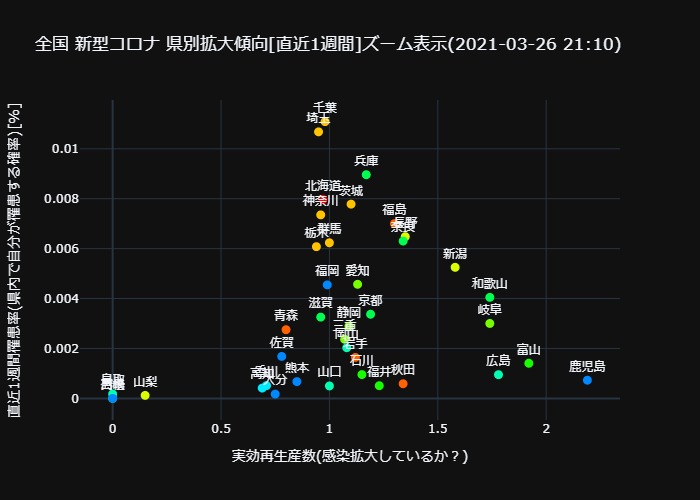 全国 新型コロナ 県別拡大傾向[直近1週間]ズーム表示(2021-03-26 21:10)
千葉
埼玉
兵庫
北海道
茨城
神奈川
福島
長野
奈良
栃木
群馬
新潟
福岡
愛知
和歌山
滋賀
京都
岐阜
青森
静岡
三重
岡山
岩手
佐賀
石川
広島
富山
鹿児島
熊本
山口
福井
秋田
高知
香川
大分
鳥取
山梨
0.01
0.008
0.006
0.004
0.002
0
0
0.5
1
1.5
2
実効再生産数(感染拡大しているか？)
直近1週間罹患率(県内で自分が罹患する確率)[%]